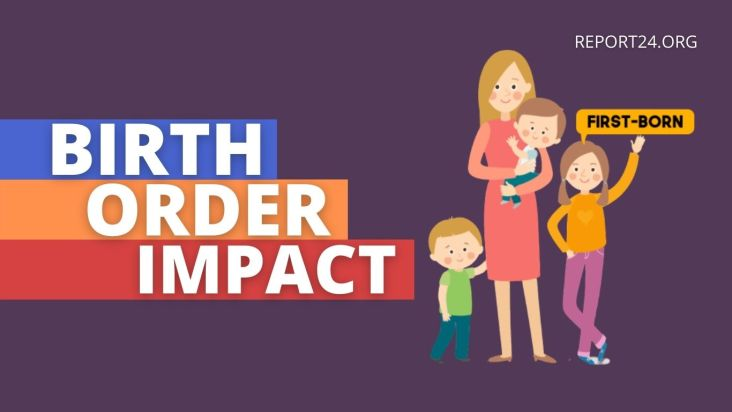 REPORT24.ORG
BIRTH
ORDER
IMPACT
FIRST-BORN